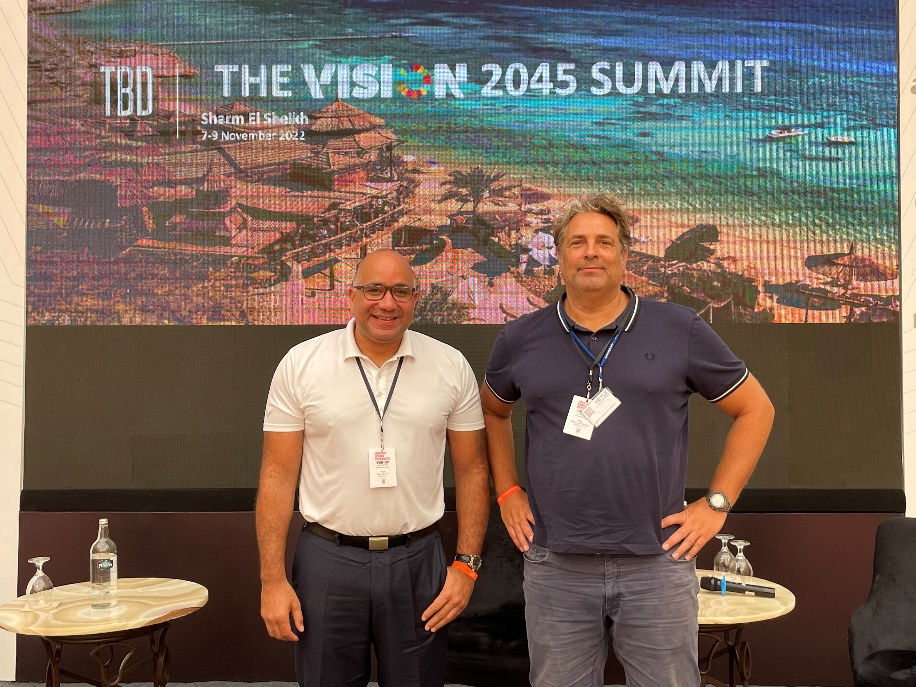 TBD THE VISION 2045 SUMMIT
Sharm El Sheikh
7-9 November 2022